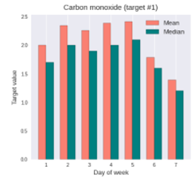 Carbon monoxide (target #1)
Mean
Median
Target value
2.5
2.0
1.5
1.0
0.5
0.0
1 2 3 4 5 6 7
Day of week